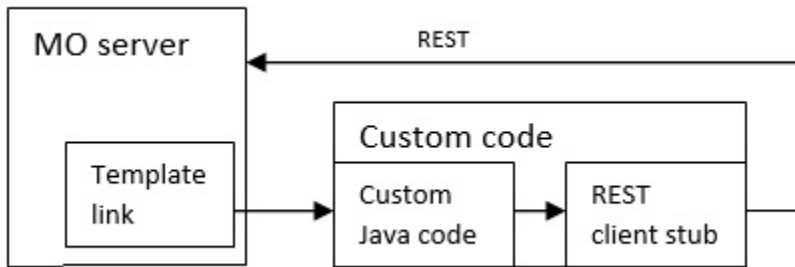 MO server
REST
Custom code
Template
link
Custom
Java code
REST
client stub